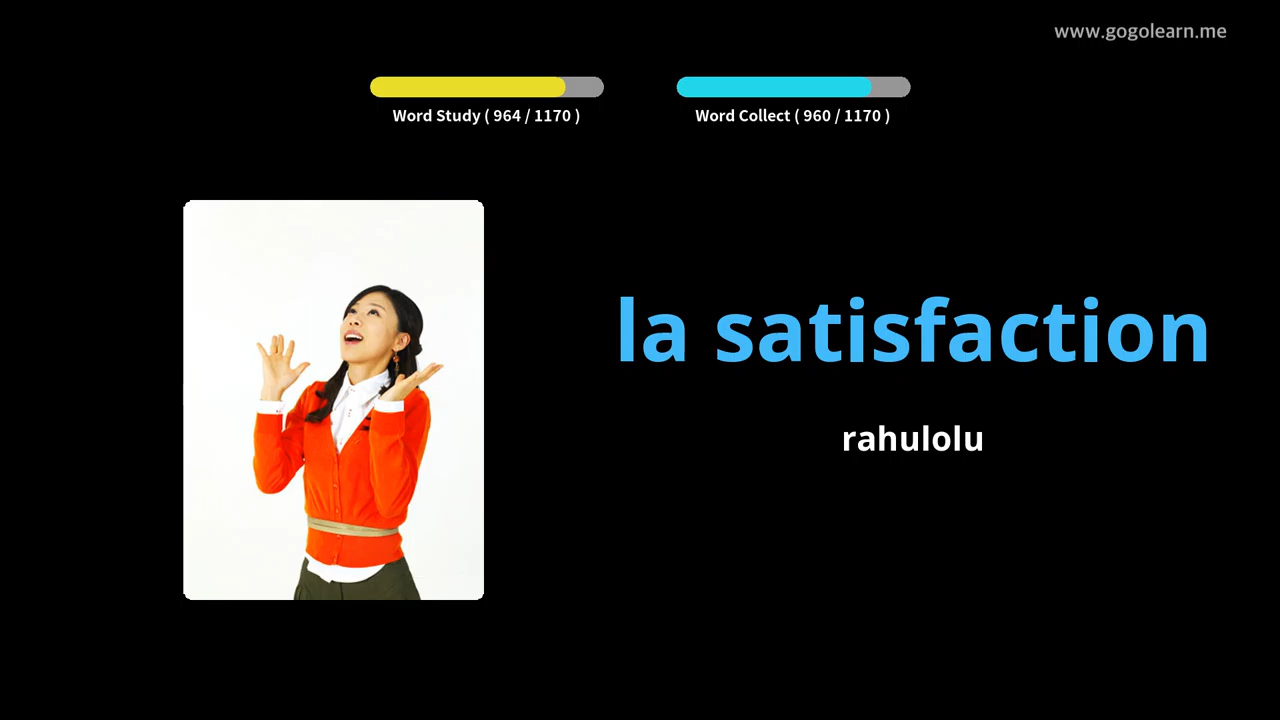 www.gogolearn.me
Word Study ( 964 / 1170 )
Word Collect ( 960 / 1170 )
la satisfaction
rahulolu